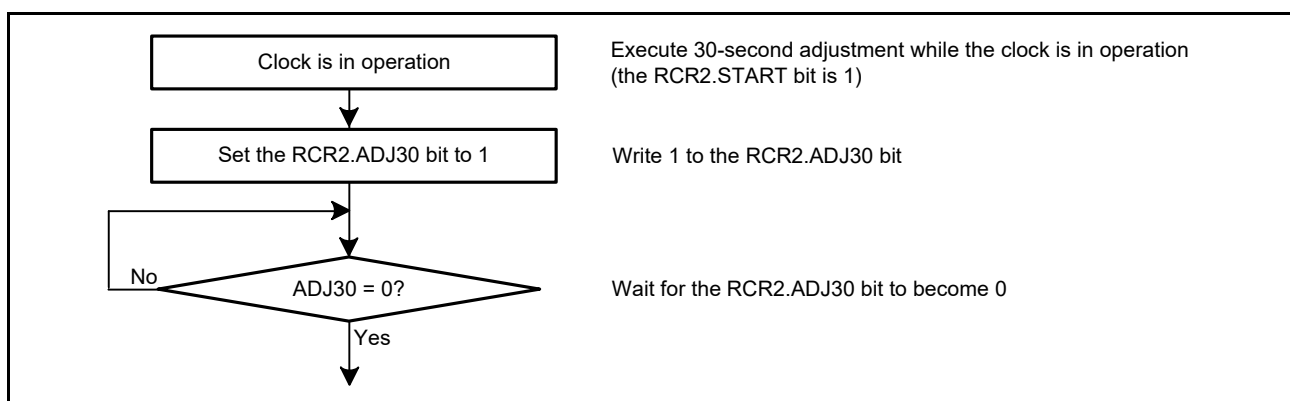 Clock is in operation
Execute 30-second adjustment while the clock is in operation
(the RCR2.START bit is 1)
Set the RCR2.ADJ30 bit to 1
Write 1 to the RCR2.ADJ30 bit
No
ADJ30 = 0?
Wait for the RCR2.ADJ30 bit to become 0
Yes